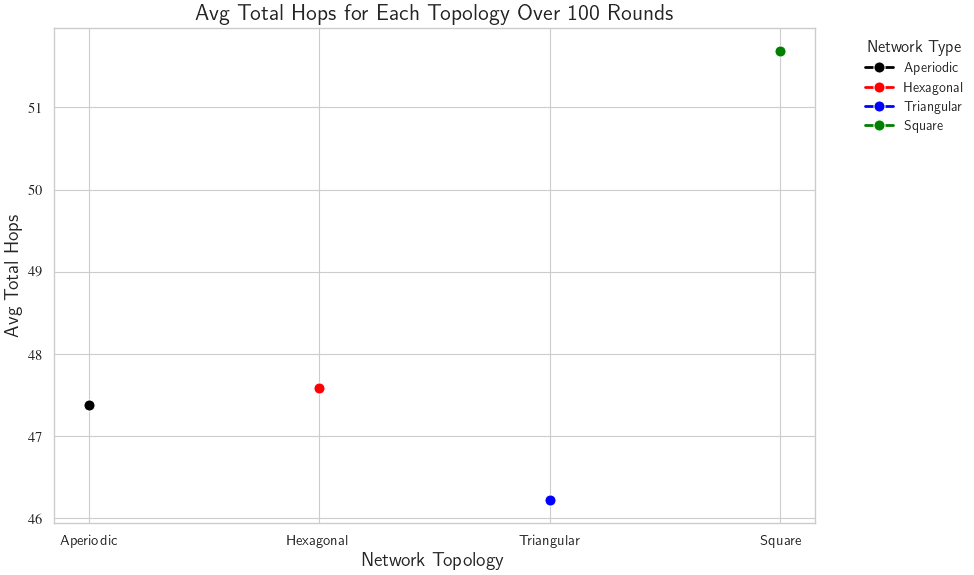 Avg Total Hops for Each Topology Over 100 Rounds
Network Type
Aperiodic
Hexagonal
Triangular
Square
Avg Total Hops
51
50
49
48
47
46
Aperiodic Hexagonal Triangular Square
Network Topology